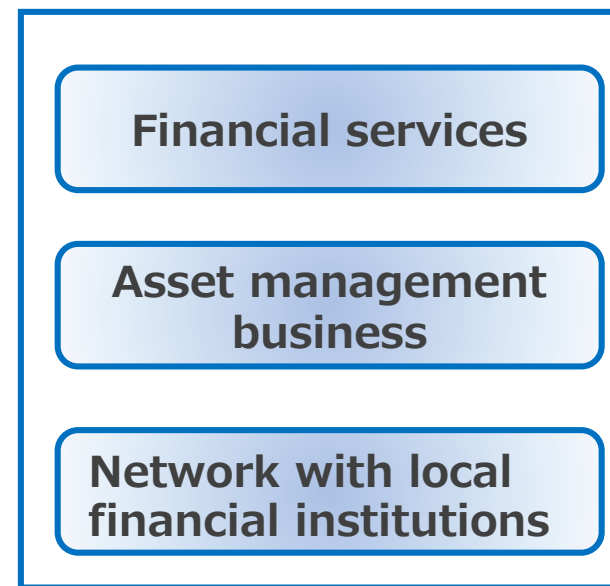 Financial services
Asset management
business
Network with local
financial institutions